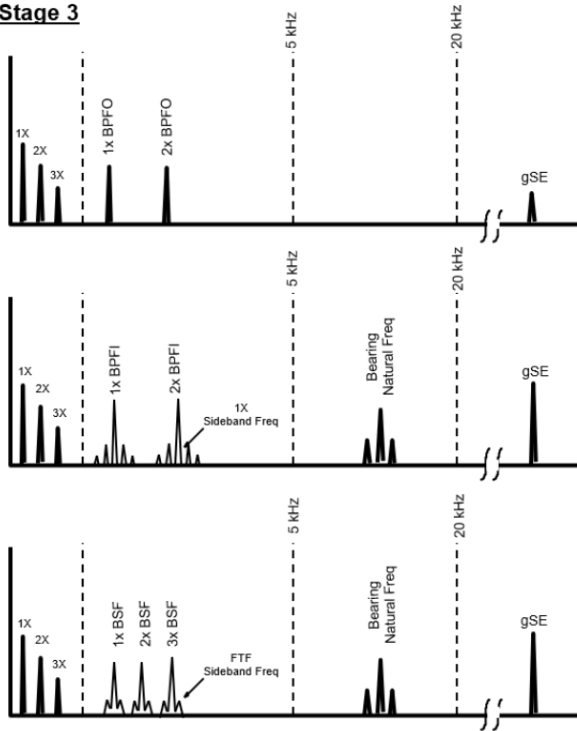 Stage 3
5 kHz
20 kHz
1X
2X
3X
1x BPFO
2x BPFO
gSE
5 kHz
20 kHz
1X
2X
3X
1x BPFI
2x BPFI
1X
Sideband Freq
Bearing
Natural Freq
gSE
5 kHz
20 kHz
1X
2X
3X
1x BSF
2x BSF
3x BSF
FTF
Sideband Freq
Bearing
Natural Freq
gSE